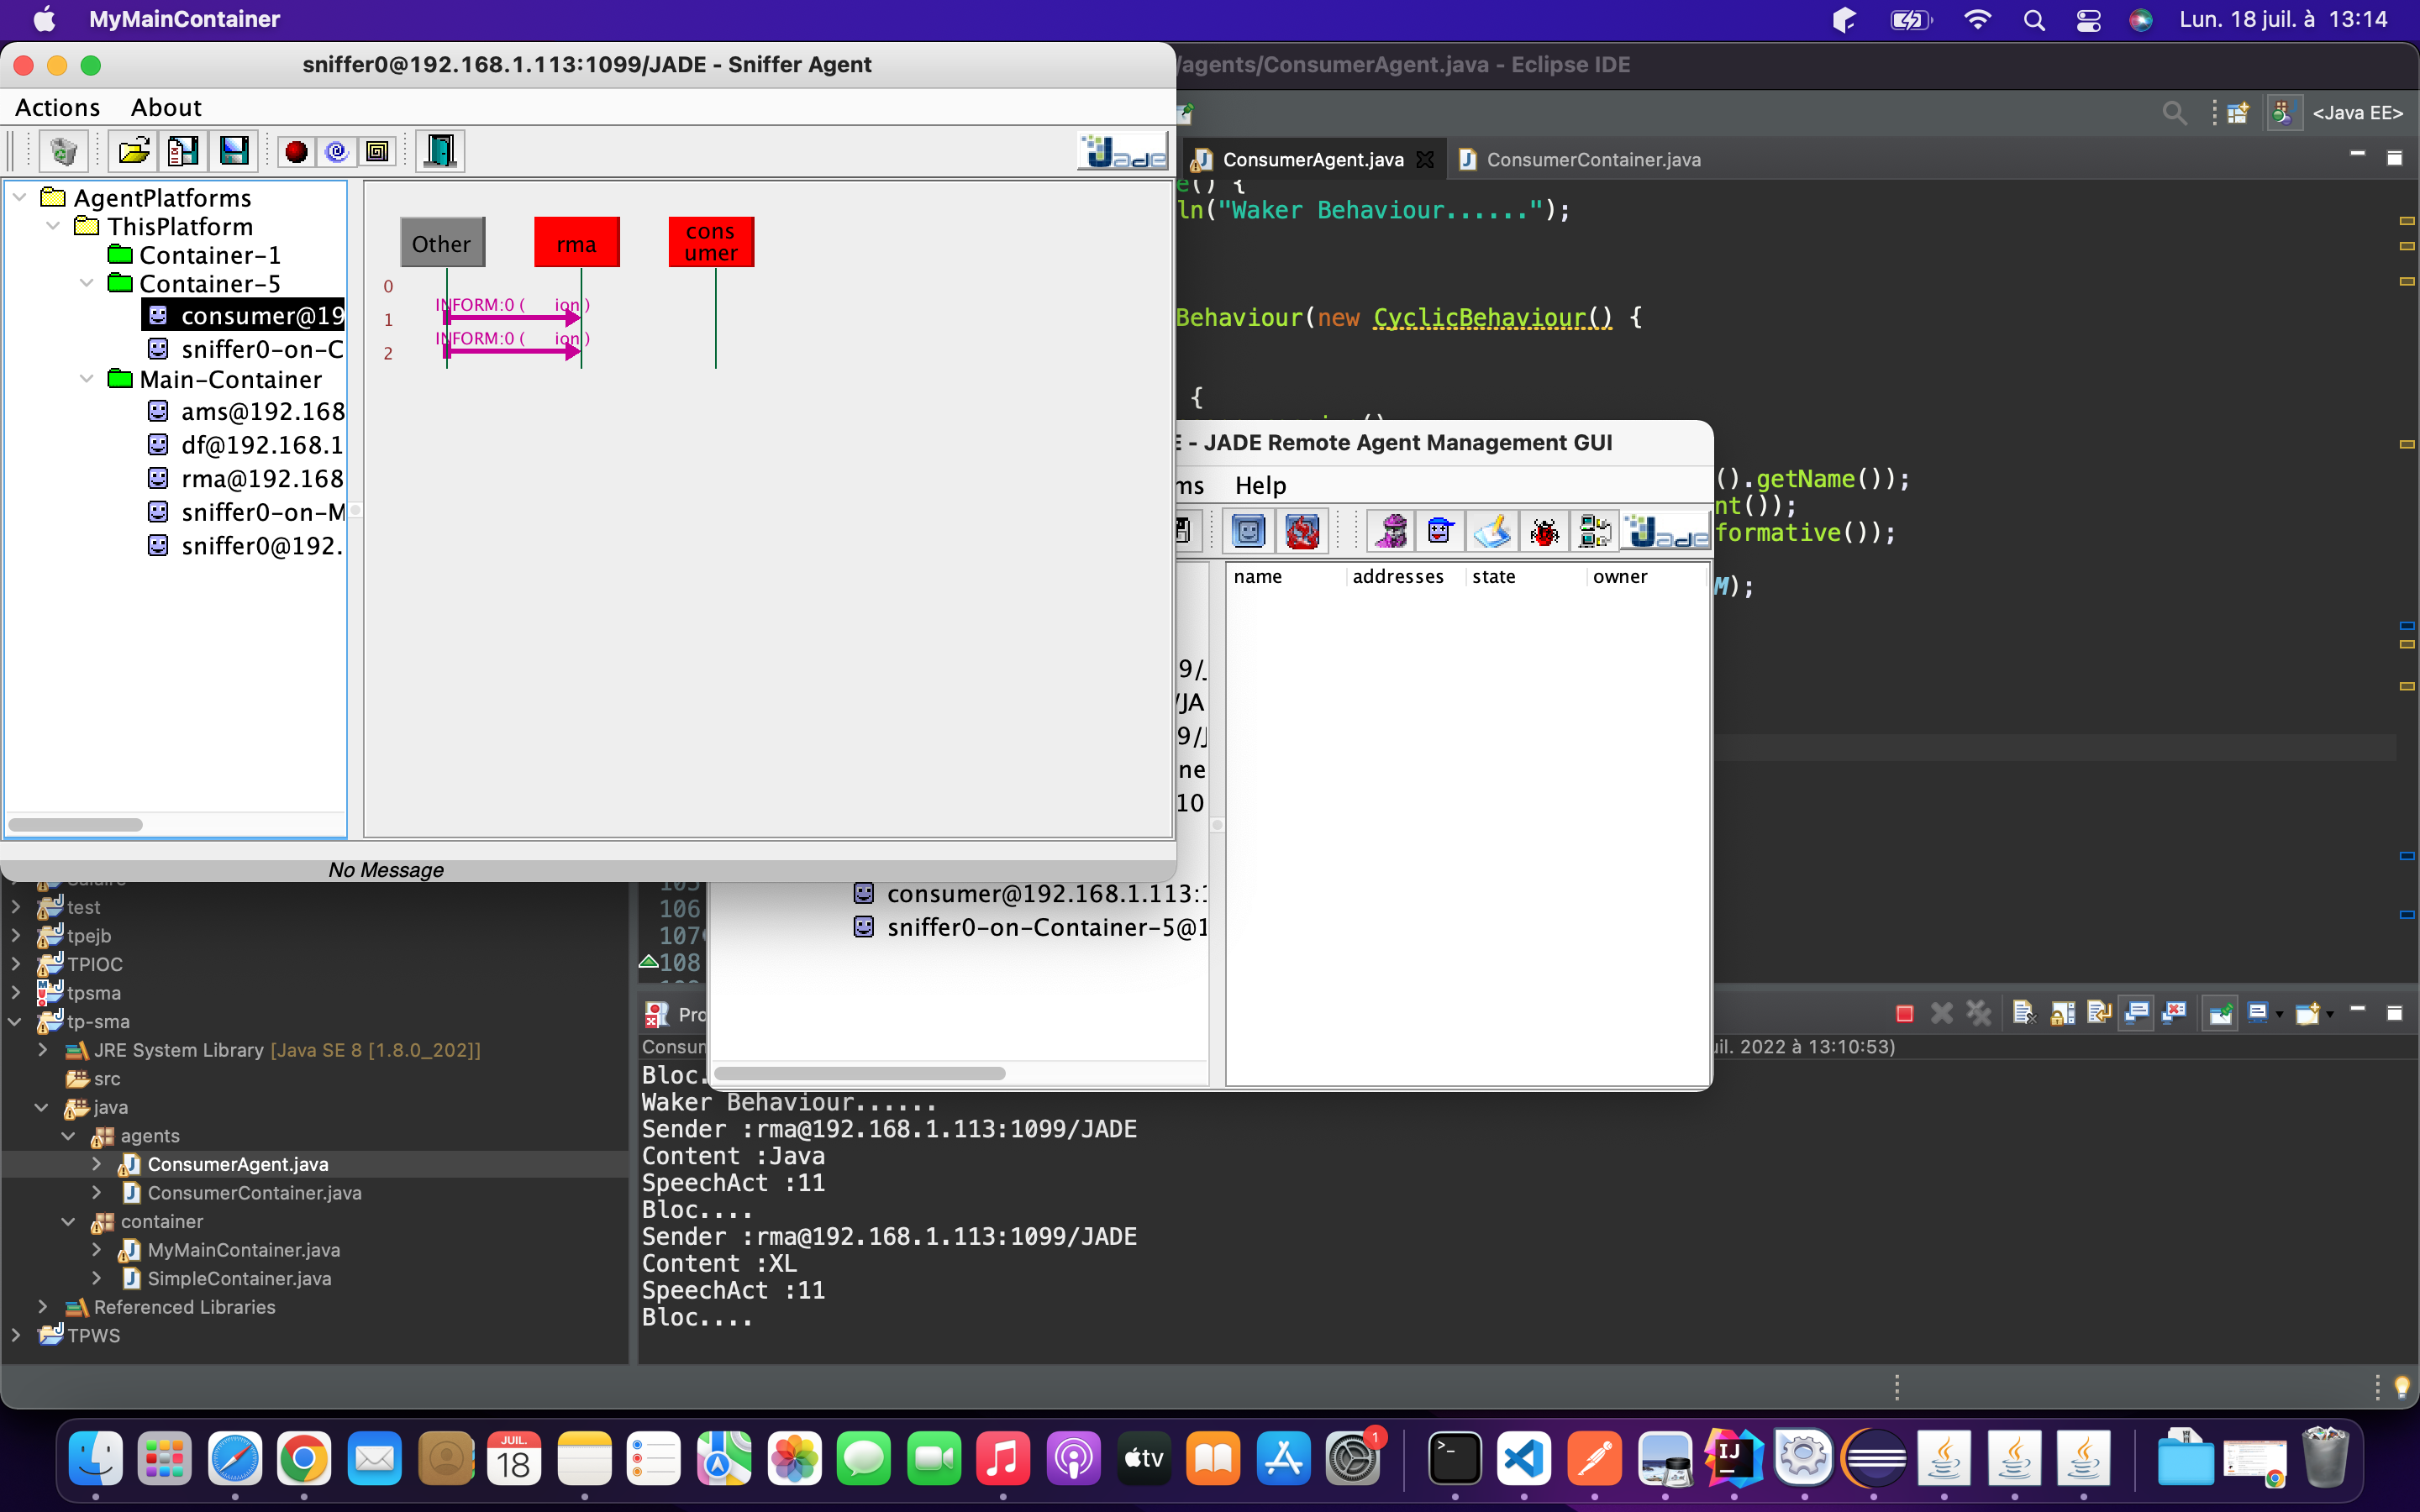 MyMainContainer
Lun. 18 juil. à 13:14
sniffer0@192.168.1.113:1099/JADE - Sniffer Agent
/agents/ConsumerAgent.java - Eclipse IDE
Actions About
<Java EE>
Jade
ConsumerAgent.java
ConsumerContainer.java
AgentPlatforms
ThisPlatform
Container-1
Container-5
consumer@19
sniffer0-on-C
Main-Container
ams@192.168
df@192.168.1
rma@192.168
sniffer0-on-M
sniffer0@192.
Other
rma
cons
umer
0
INFORM:0 ( ion )
1
INFORM:0 ( ion )
2
No Message
e() {
ln("Waker Behaviour......");
Behaviour(new CyclicBehaviour() {
{
().getName());
nt());
formative());
M);
E - JADE Remote Agent Management GUI
ms Help
Jade
name addresses state owner
9/J
/JA
9/J
ne
10
consumer@192.168.1.113:1
sniffer0-on-Container-5@1
106
107
108
test
tpejb
TPIOC
tpsma
tp-sma
JRE System Library [Java SE 8 [1.8.0_202]]
src
java
agents
ConsumerAgent.java
ConsumerContainer.java
container
MyMainContainer.java
SimpleContainer.java
Referenced Libraries
TPWS
Pro
Consum
uil. 2022 à 13:10:53)
Bloc.
Waker Behaviour......
Sender :rma@192.168.1.113:1099/JADE
Content :Java
SpeechAct :11
Bloc....
Sender :rma@192.168.1.113:1099/JADE
Content :XL
SpeechAct :11
Bloc....
JUIL.
18
tv
1
IJ